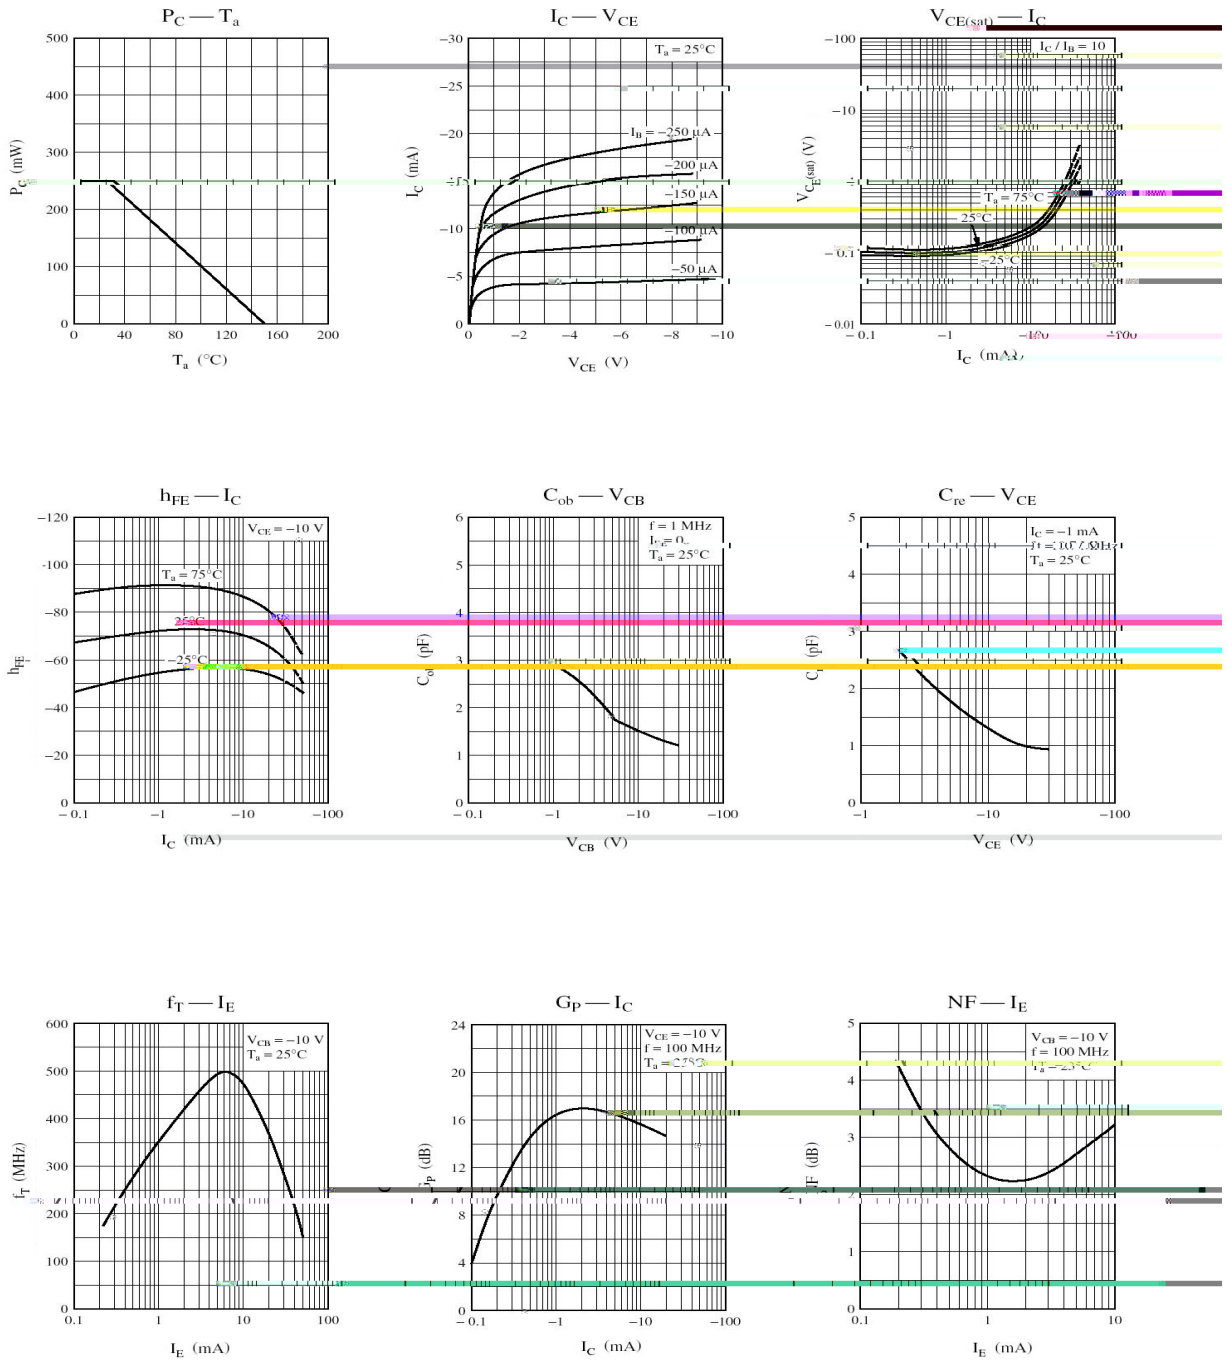 P_C — T_a
500
400
300
200
100
0
P_C (mW)
0 40 80 120 160 200
T_a (°C)
I_C — V_CE
T_a = 25°C
-30
-25
-20
-10
-5
0
I_C (mA)
I_B = -250 µA
-200 µA
-150 µA
-100 µA
-50 µA
0 -2 -4 -6 -8 -10
V_CE (V)
V_CE(sat) — I_C
I_C / I_B = 10
-100
-10
-0.1
-0.01
V_CE(sat) (V)
T_a = 75°C
25°C
-25°C
-0.1 -1 -10 -100
I_C (mA)
h_FE — I_C
V_CE = -10 V
-120
-100
-80
-60
-40
-20
0
h_FE
T_a = 75°C
25°C
-25°C
-0.1 -1 -10 -100
I_C (mA)
C_ob — V_CB
f = 1 MHz
T_a = 25°C
6
5
4
3
2
1
0
(pF)
-0.1 -1 -10 -100
V_CB (V)
C_re — V_CE
I_C = -1 mA
T_a = 25°C
5
4
3
2
1
0
(pF)
-1 -10 -100
V_CE (V)
f_T — I_E
V_CB = -10 V
T_a = 25°C
600
500
400
300
200
100
0
f_T (MHz)
0.1 1 10 100
I_E (mA)
G_P — I_C
V_CE = -10 V
f = 100 MHz
24
20
16
12
8
4
0
G_P (dB)
-0.1 -1 -10 -100
I_C (mA)
NF — I_E
V_CB = -10 V
f = 100 MHz
5
4
3
2
1
0
NF (dB)
0.1 1 10
I_E (mA)